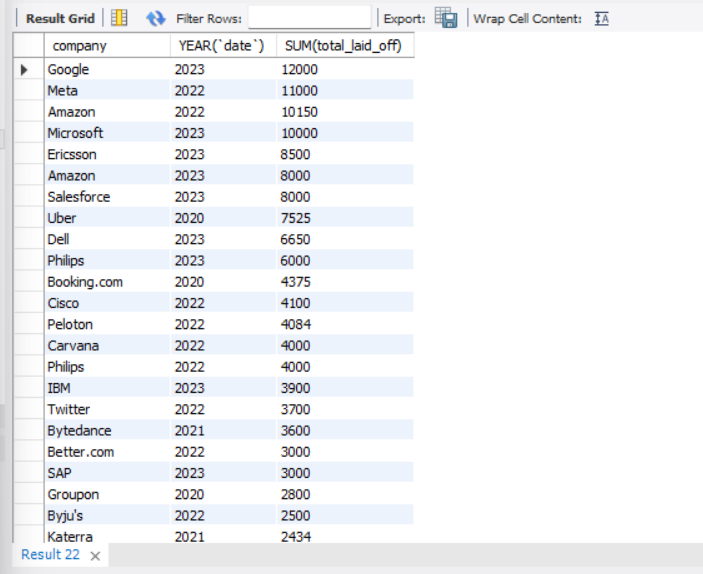 Result Grid Filter Rows: Export: Wrap Cell Content: IA
company YEAR(`date`) SUM(total_laid_off)
Google 2023 12000
Meta 2022 11000
Amazon 2022 10150
Microsoft 2023 10000
Ericsson 2023 8500
Amazon 2023 8000
Salesforce 2023 8000
Uber 2020 7525
Dell 2023 6650
Philips 2023 6000
Booking.com 2020 4375
Cisco 2022 4100
Peloton 2022 4084
Carvana 2022 4000
Philips 2022 4000
IBM 2023 3900
Twitter 2022 3700
Bytedance 2021 3600
Better.com 2022 3000
SAP 2023 3000
Groupon 2020 2800
Byju's 2022 2500
Katerra 2021 2434
Result 22